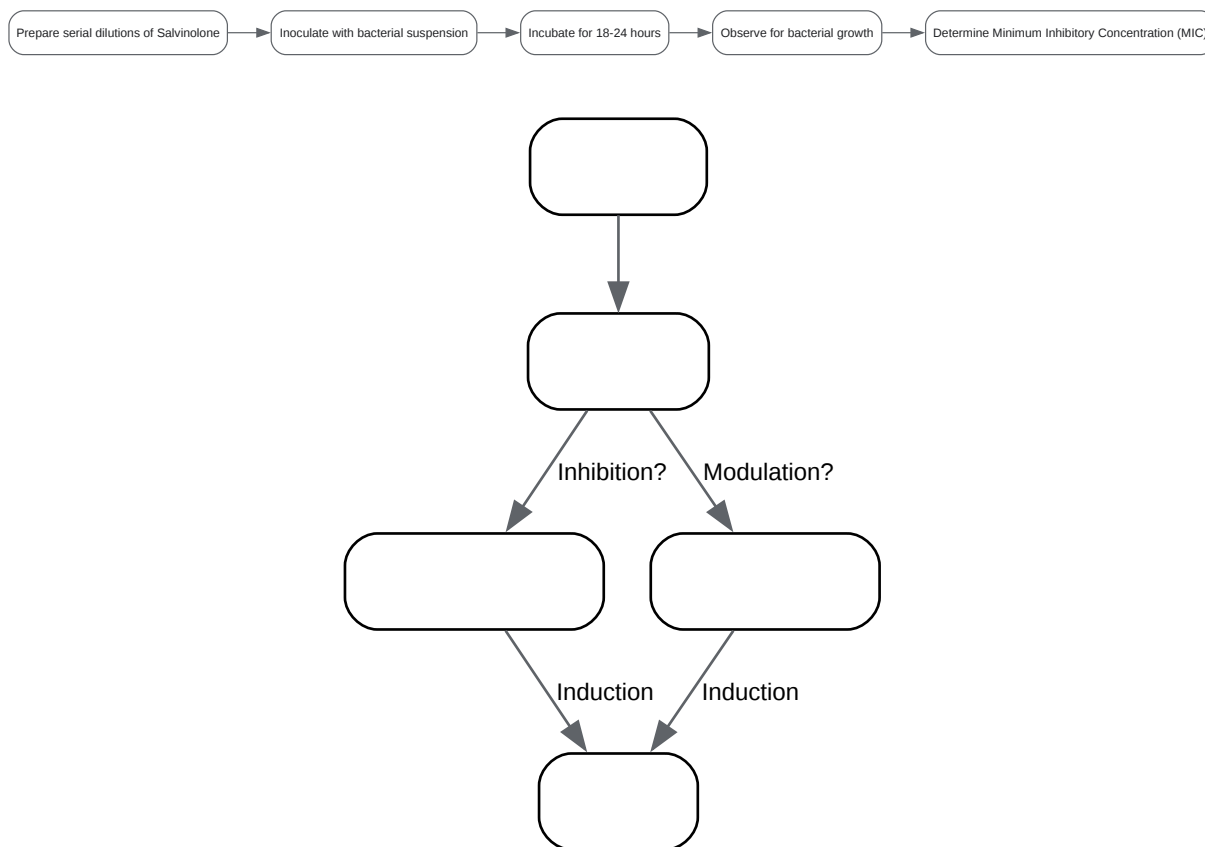 Prepare serial dilutions of Salvinolone
Inoculate with bacterial suspension
Incubate for 18-24 hours
Observe for bacterial growth
Determine Minimum Inhibitory Concentration (MIC)
Inhibition?
Modulation?
Induction
Induction